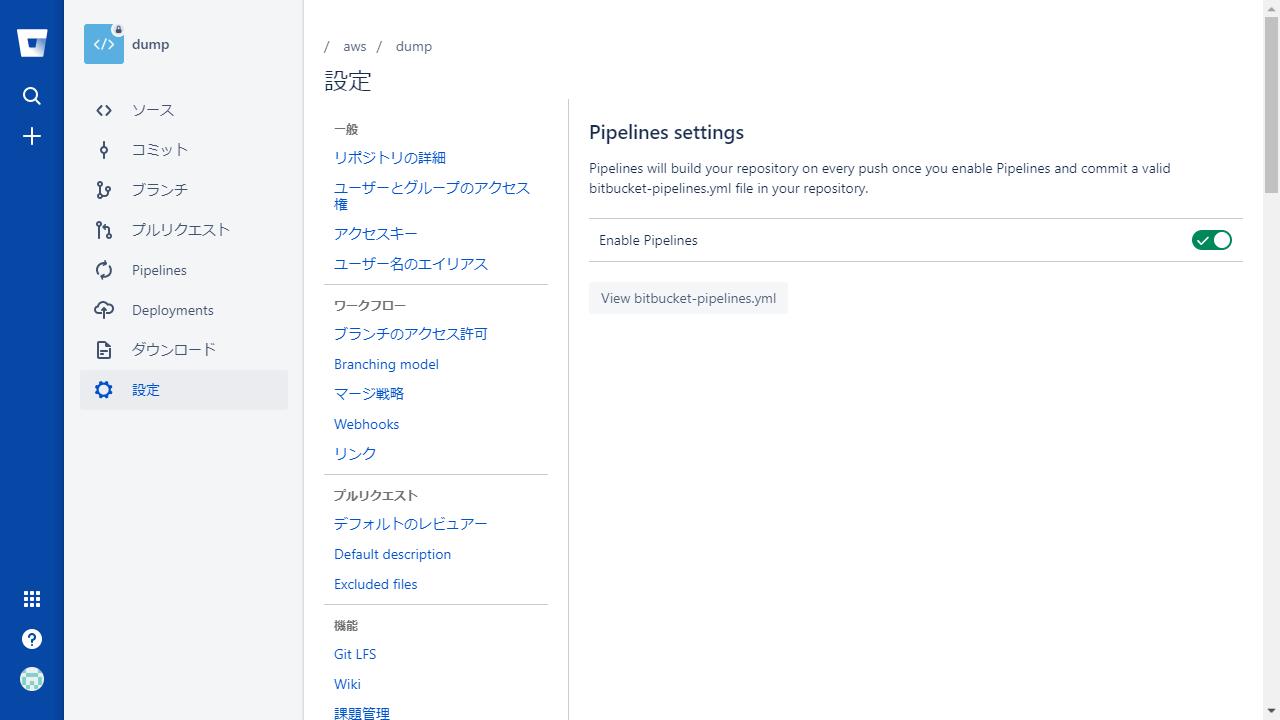 dump
ソース
コミット
ブランチ
プルリクエスト
Pipelines
Deployments
ダウンロード
設定
/ aws / dump
設定
一般
リポジトリの詳細
ユーザーとグループのアクセス
権
アクセスキー
ユーザー名のエイリアス
ワークフロー
ブランチのアクセス許可
Branching model
マージ戦略
Webhooks
リンク
プルリクエスト
デフォルトのレビュアー
Default description
Excluded files
機能
Git LFS
Wiki
課題管理
Pipelines settings
Pipelines will build your repository on every push once you enable Pipelines and commit a valid
bitbucket-pipelines.yml file in your repository.
Enable Pipelines
View bitbucket-pipelines.yml